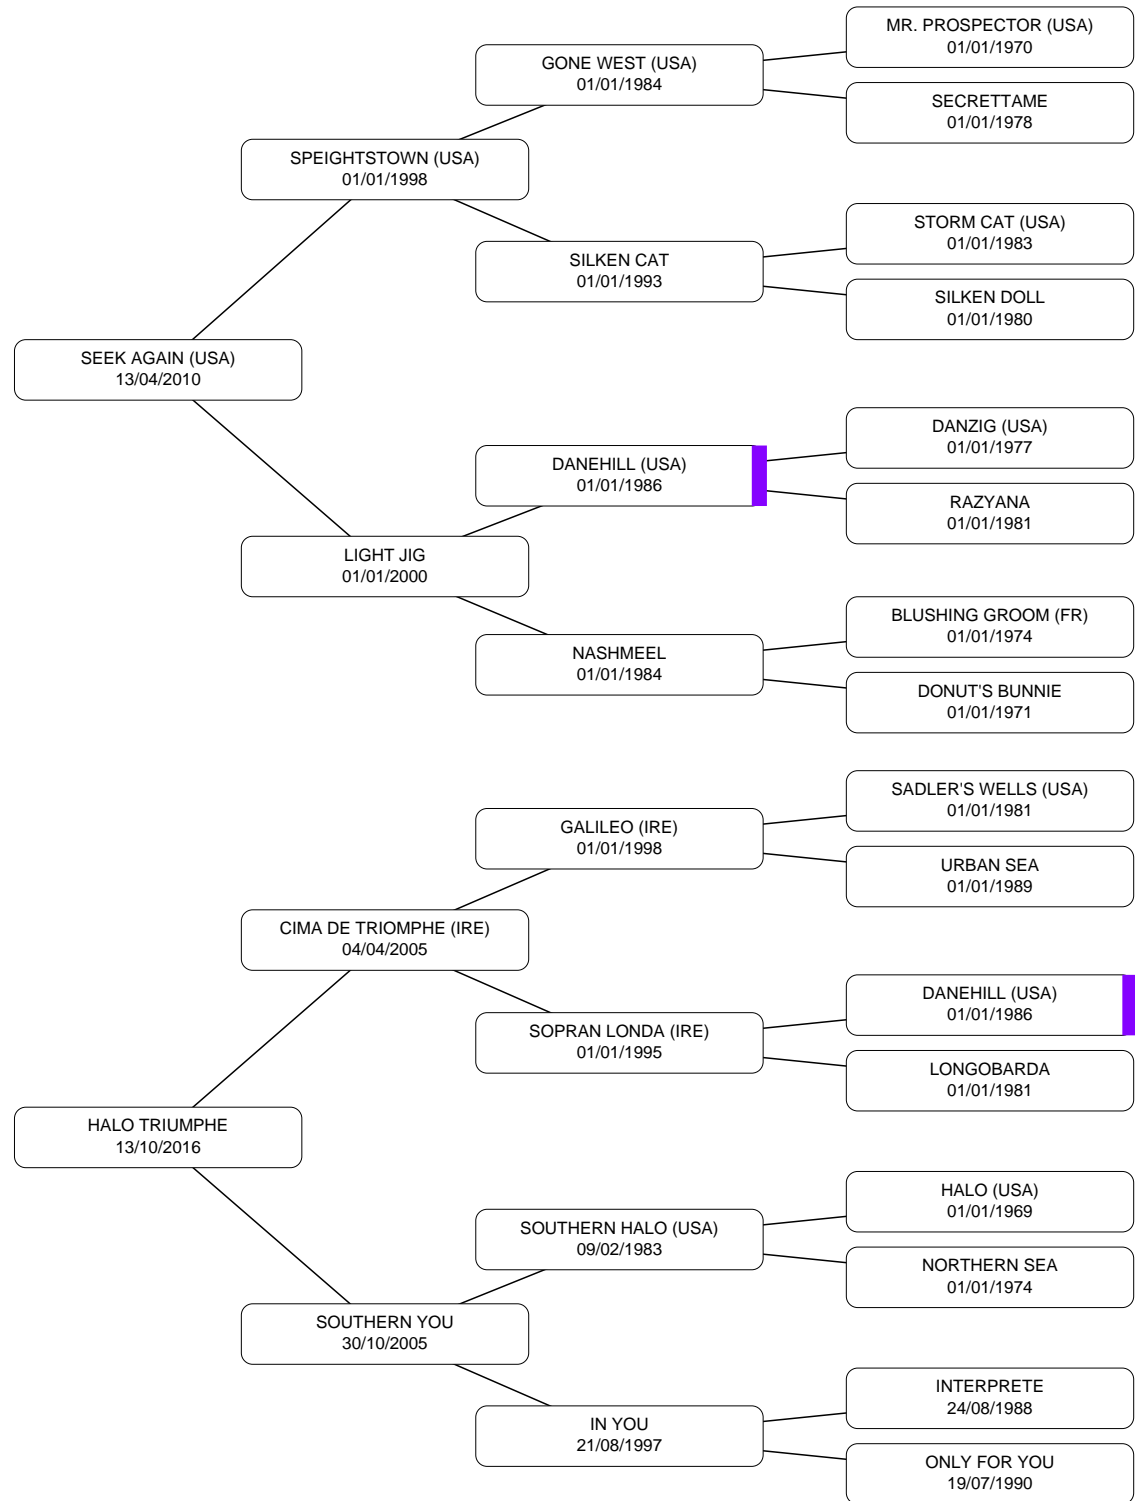 MR. PROSPECTOR (USA)
01/01/1970
GONE WEST (USA)
01/01/1984
SECRETTAME
01/01/1978
SPEIGHTSTOWN (USA)
01/01/1998
STORM CAT (USA)
01/01/1983
SILKEN CAT
01/01/1993
SILKEN DOLL
01/01/1980
SEEK AGAIN (USA)
13/04/2010
DANZIG (USA)
01/01/1977
DANEHILL (USA)
01/01/1986
RAZYANA
01/01/1981
LIGHT JIG
01/01/2000
BLUSHING GROOM (FR)
01/01/1974
NASHMEEL
01/01/1984
DONUT'S BUNNIE
01/01/1971
SADLER'S WELLS (USA)
01/01/1981
GALILEO (IRE)
01/01/1998
URBAN SEA
01/01/1989
CIMA DE TRIOMPHE (IRE)
04/04/2005
DANEHILL (USA)
01/01/1986
SOPRAN LONDA (IRE)
01/01/1995
LONGOBARDA
01/01/1981
HALO TRIUMPHE
13/10/2016
HALO (USA)
01/01/1969
SOUTHERN HALO (USA)
09/02/1983
NORTHERN SEA
01/01/1974
SOUTHERN YOU
30/10/2005
INTERPRETE
24/08/1988
IN YOU
21/08/1997
ONLY FOR YOU
19/07/1990